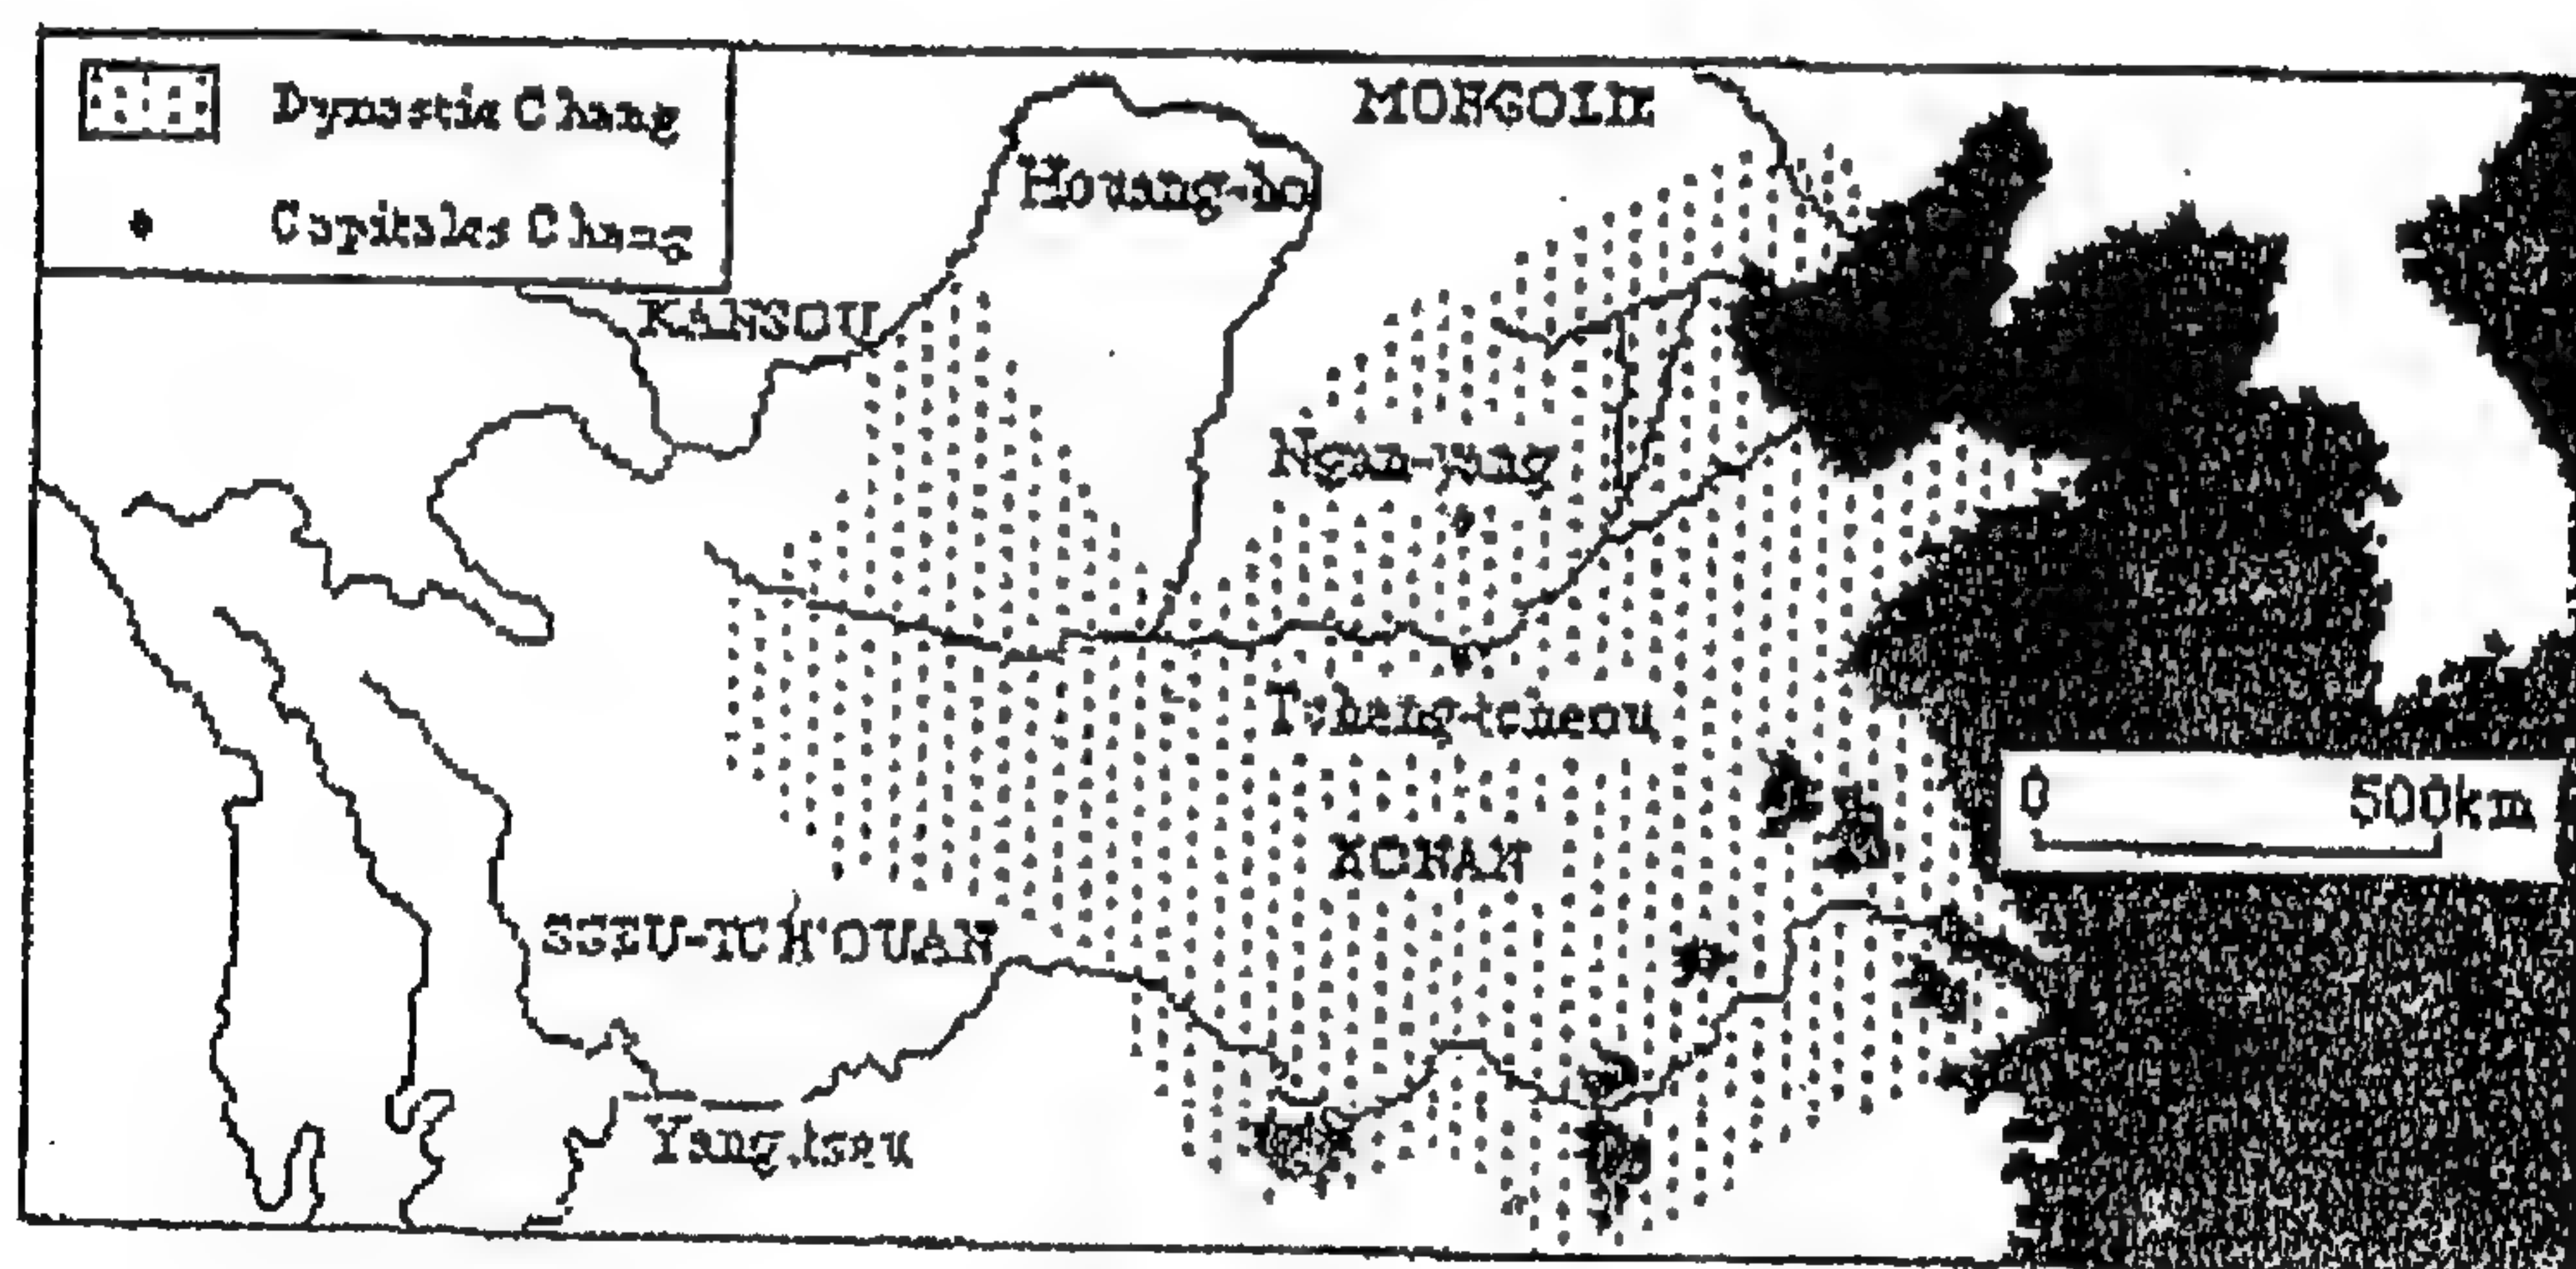 Dynastie Chang
Capitales Chang
MONGOLIE
Houang-ho
KANSOU
Ngan-yang
Tcheng-tcheou
HONAN
0 500km
SSEU-TCH'OUAN
Yang.tseu